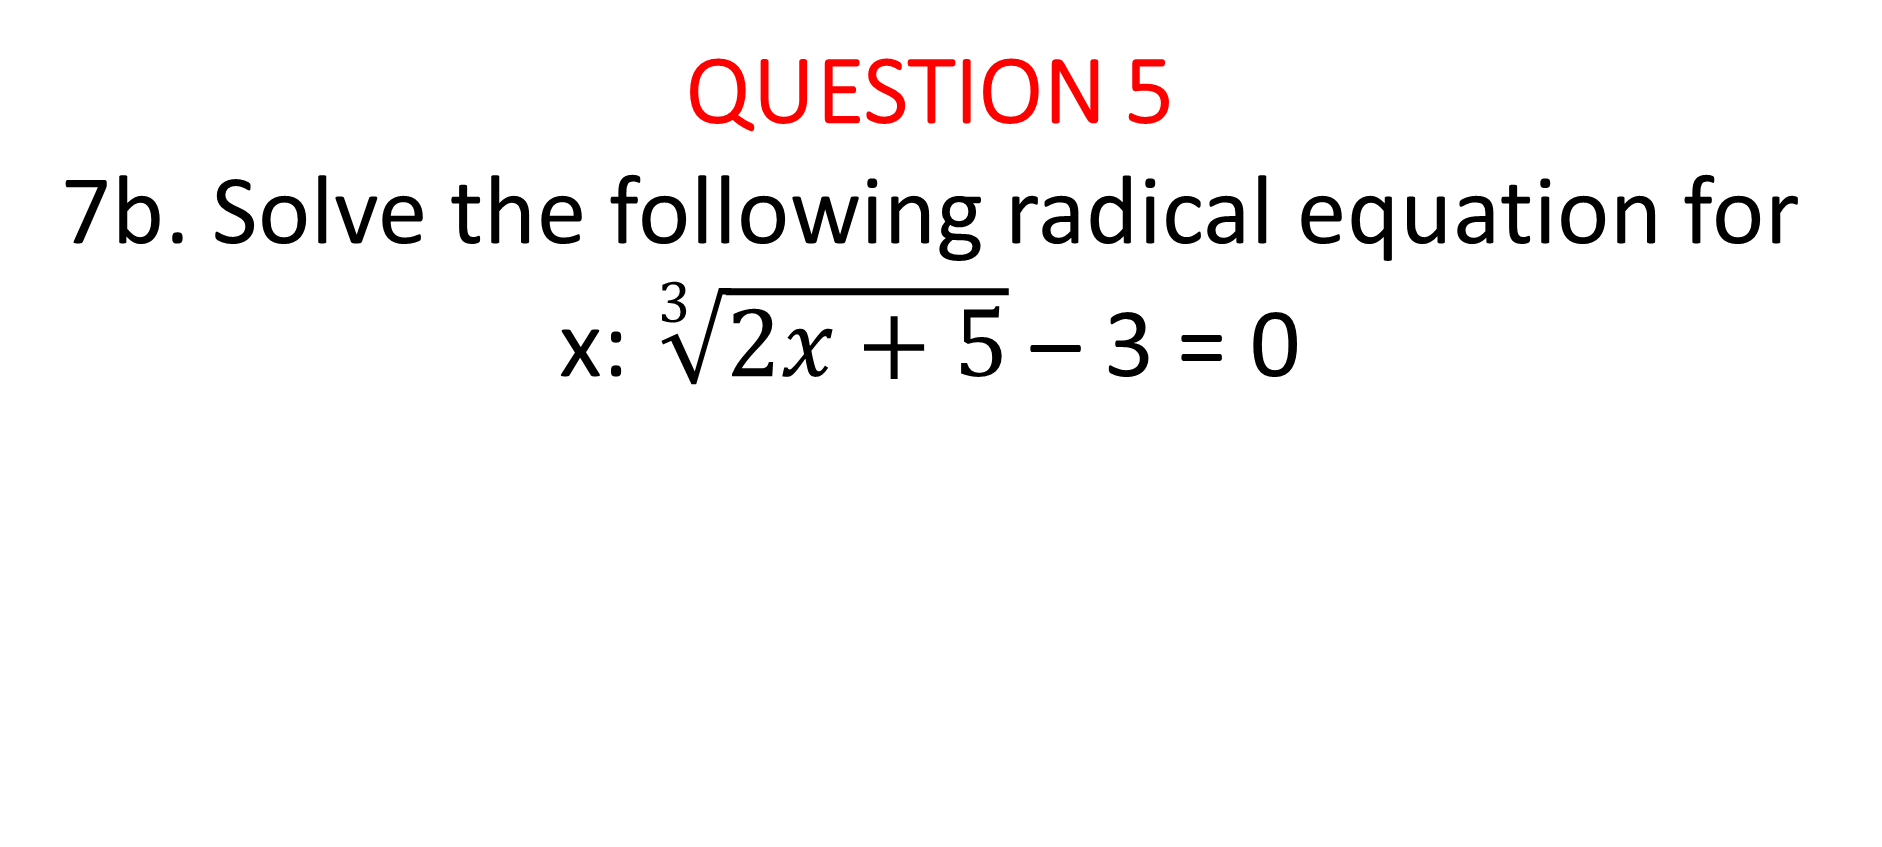 QUESTION 5
7b. Solve the following radical equation for
x: ∛2x + 5 – 3 = 0